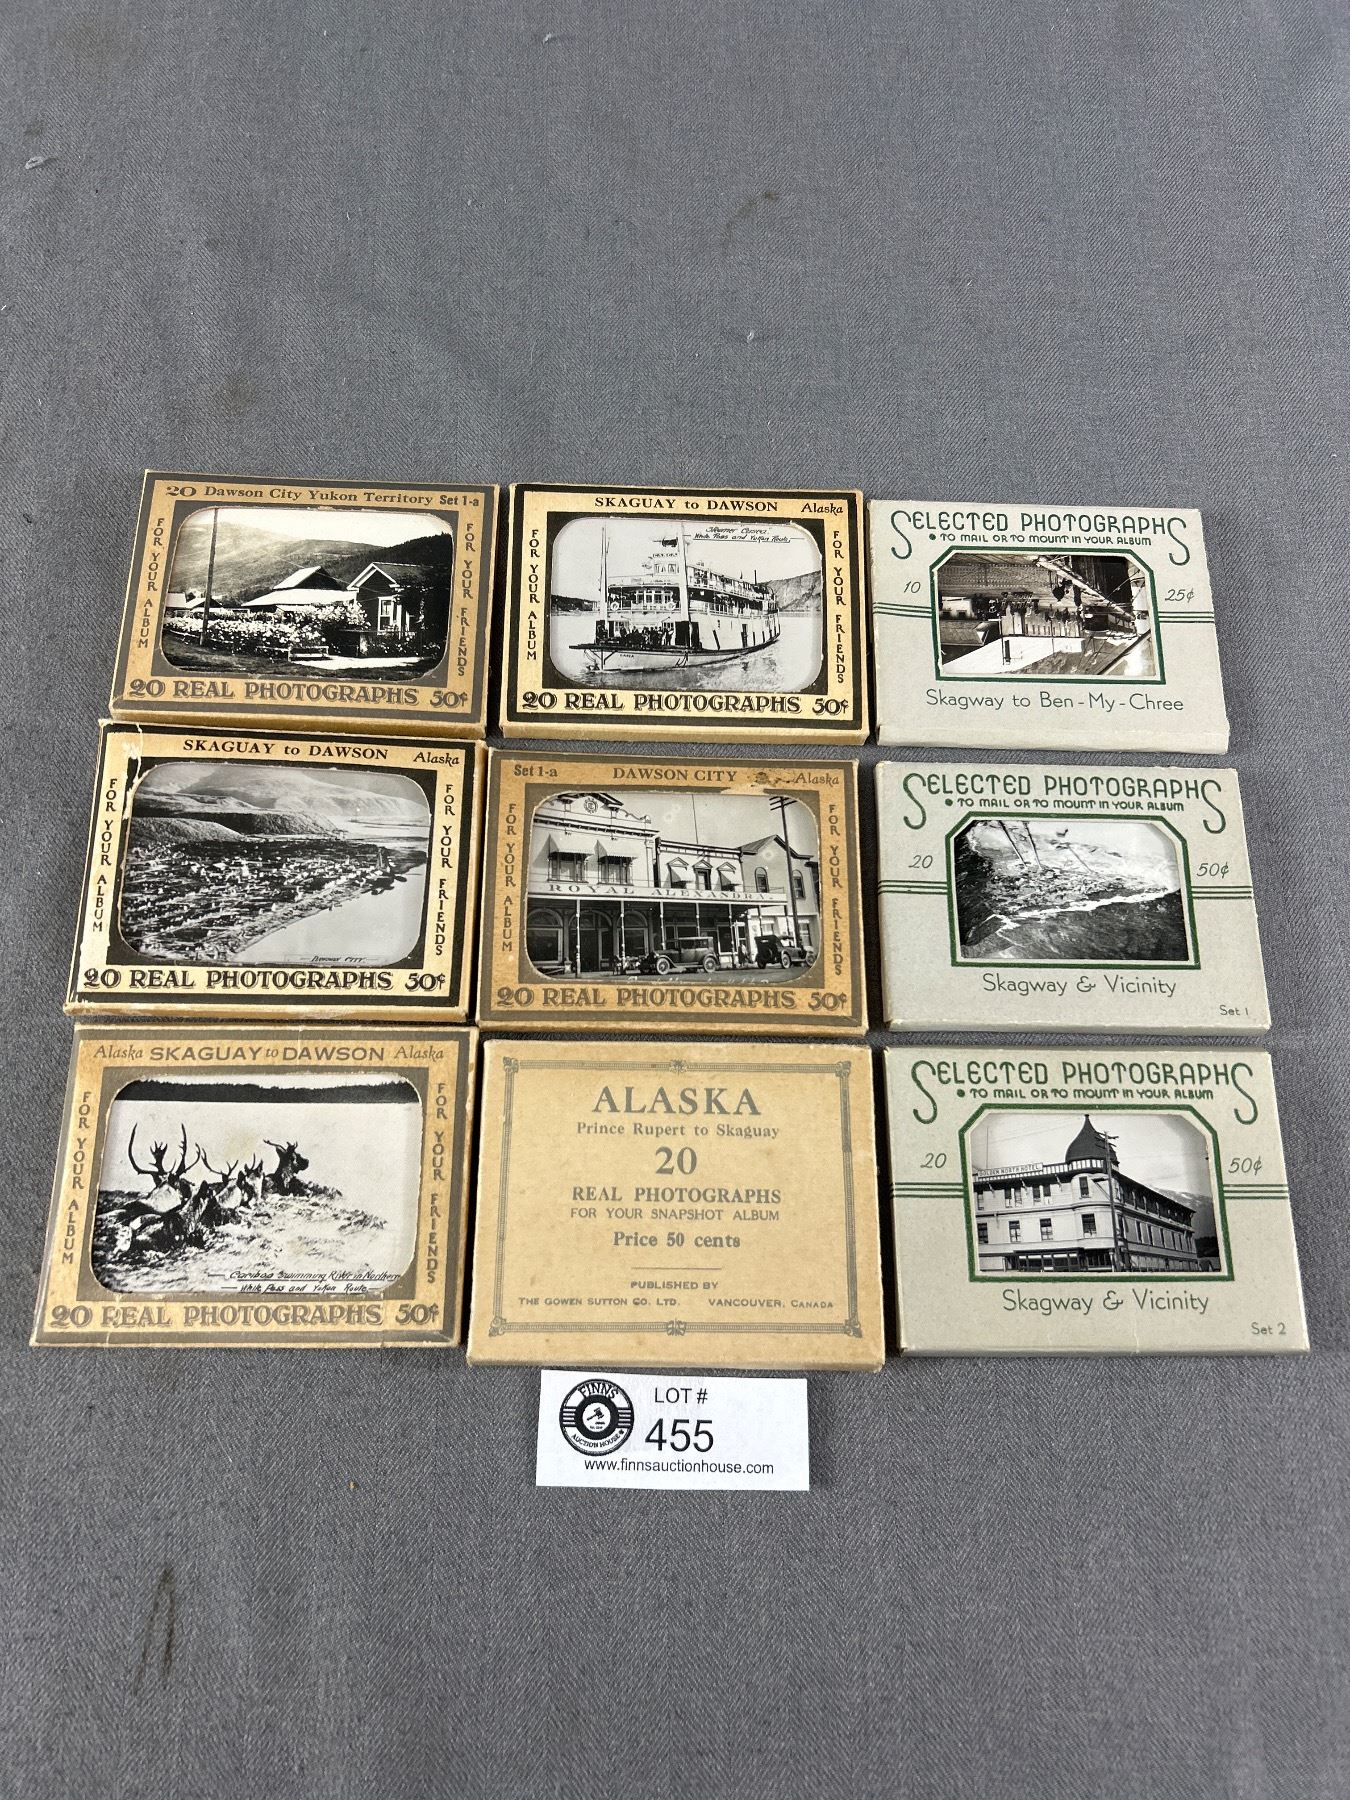 20 Dawson City Yukon Territory Set 1-a
FOR YOUR ALBUM
FOR YOUR FRIENDS
20 REAL PHOTOGRAPHS 50¢
SKAGUAY to DAWSON Alaska
Steamer Casca
White Pass and Yukon Route
CASCA
FOR YOUR ALBUM
FOR YOUR FRIENDS
20 REAL PHOTOGRAPHS 50¢
SELECTED PHOTOGRAPHS
• TO MAIL OR TO MOUNT IN YOUR ALBUM
10 25¢
Skagway to Ben-My-Chree
SKAGUAY to DAWSON Alaska
FOR YOUR ALBUM
FOR YOUR FRIENDS
DAWSON CITY
20 REAL PHOTOGRAPHS 50¢
Set 1-a DAWSON CITY Alaska
FOR YOUR ALBUM
FOR YOUR FRIENDS
ROYAL ALEXANDRA
20 REAL PHOTOGRAPHS 50¢
SELECTED PHOTOGRAPHS
• TO MAIL OR TO MOUNT IN YOUR ALBUM
20 50¢
Skagway & Vicinity
Set 1
Alaska SKAGUAY to DAWSON Alaska
FOR YOUR ALBUM
FOR YOUR FRIENDS
Cariboo Swimming River in Northern
White Pass and Yukon Route
20 REAL PHOTOGRAPHS 50¢
ALASKA
Prince Rupert to Skaguay
20
REAL PHOTOGRAPHS
FOR YOUR SNAPSHOT ALBUM
Price 50 cents
PUBLISHED BY
THE GOWEN SUTTON CO. LTD. VANCOUVER, CANADA
SELECTED PHOTOGRAPHS
• TO MAIL OR TO MOUNT IN YOUR ALBUM
20 50¢
GOLDEN NORTH HOTEL
Skagway & Vicinity
Set 2
FINNS
AUCTION HOUSE
LOT #
455
www.finnsauctionhouse.com